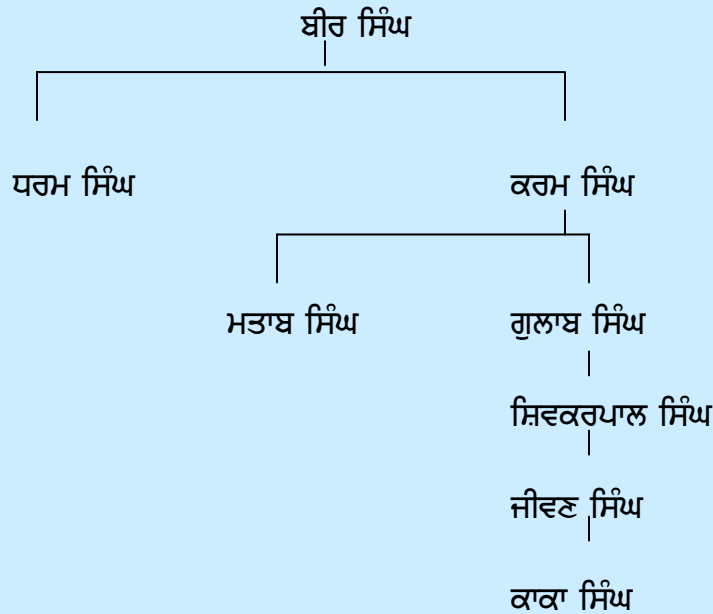 ਬੀਰ ਸਿੰਘ
ਧਰਮ ਸਿੰਘ ਕਰਮ ਸਿੰਘ
ਮਤਾਬ ਸਿੰਘ ਗੁਲਾਬ ਸਿੰਘ
ਸ਼ਿਵਕਰਪਾਲ ਸਿੰਘ
ਜੀਵਣ ਸਿੰਘ
ਕਾਕਾ ਸਿੰਘ